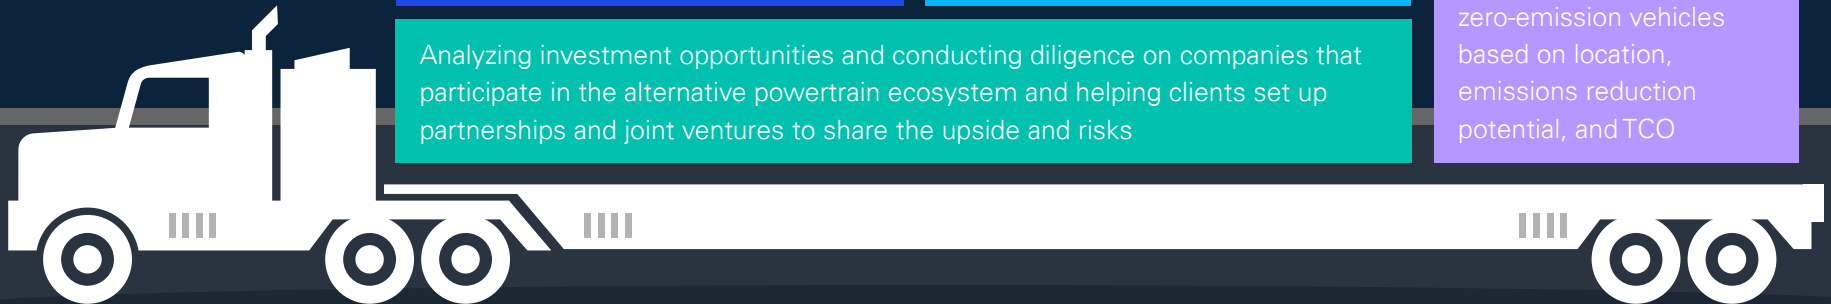 Analyzing investment opportunities and conducting diligence on companies that
participate in the alternative powertrain ecosystem and helping clients set up
partnerships and joint ventures to share the upside and risks
zero-emission vehicles
based on location,
emissions reduction
potential, and TCO